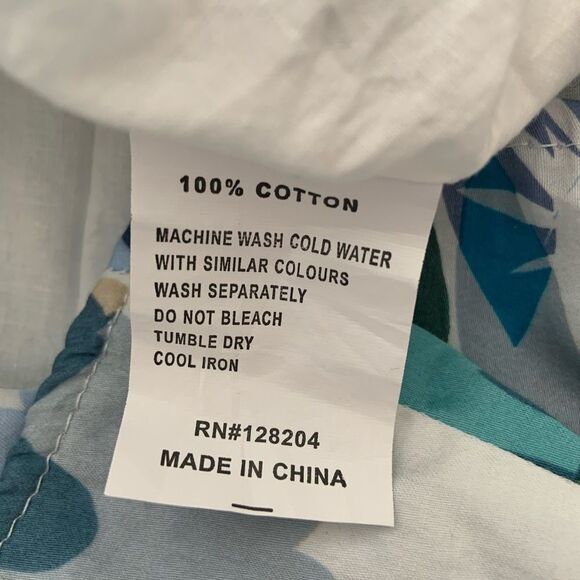 100% COTTON
MACHINE WASH COLD WATER
WITH SIMILAR COLOURS
WASH SEPARATELY
DO NOT BLEACH
TUMBLE DRY
COOL IRON
RN#128204
MADE IN CHINA